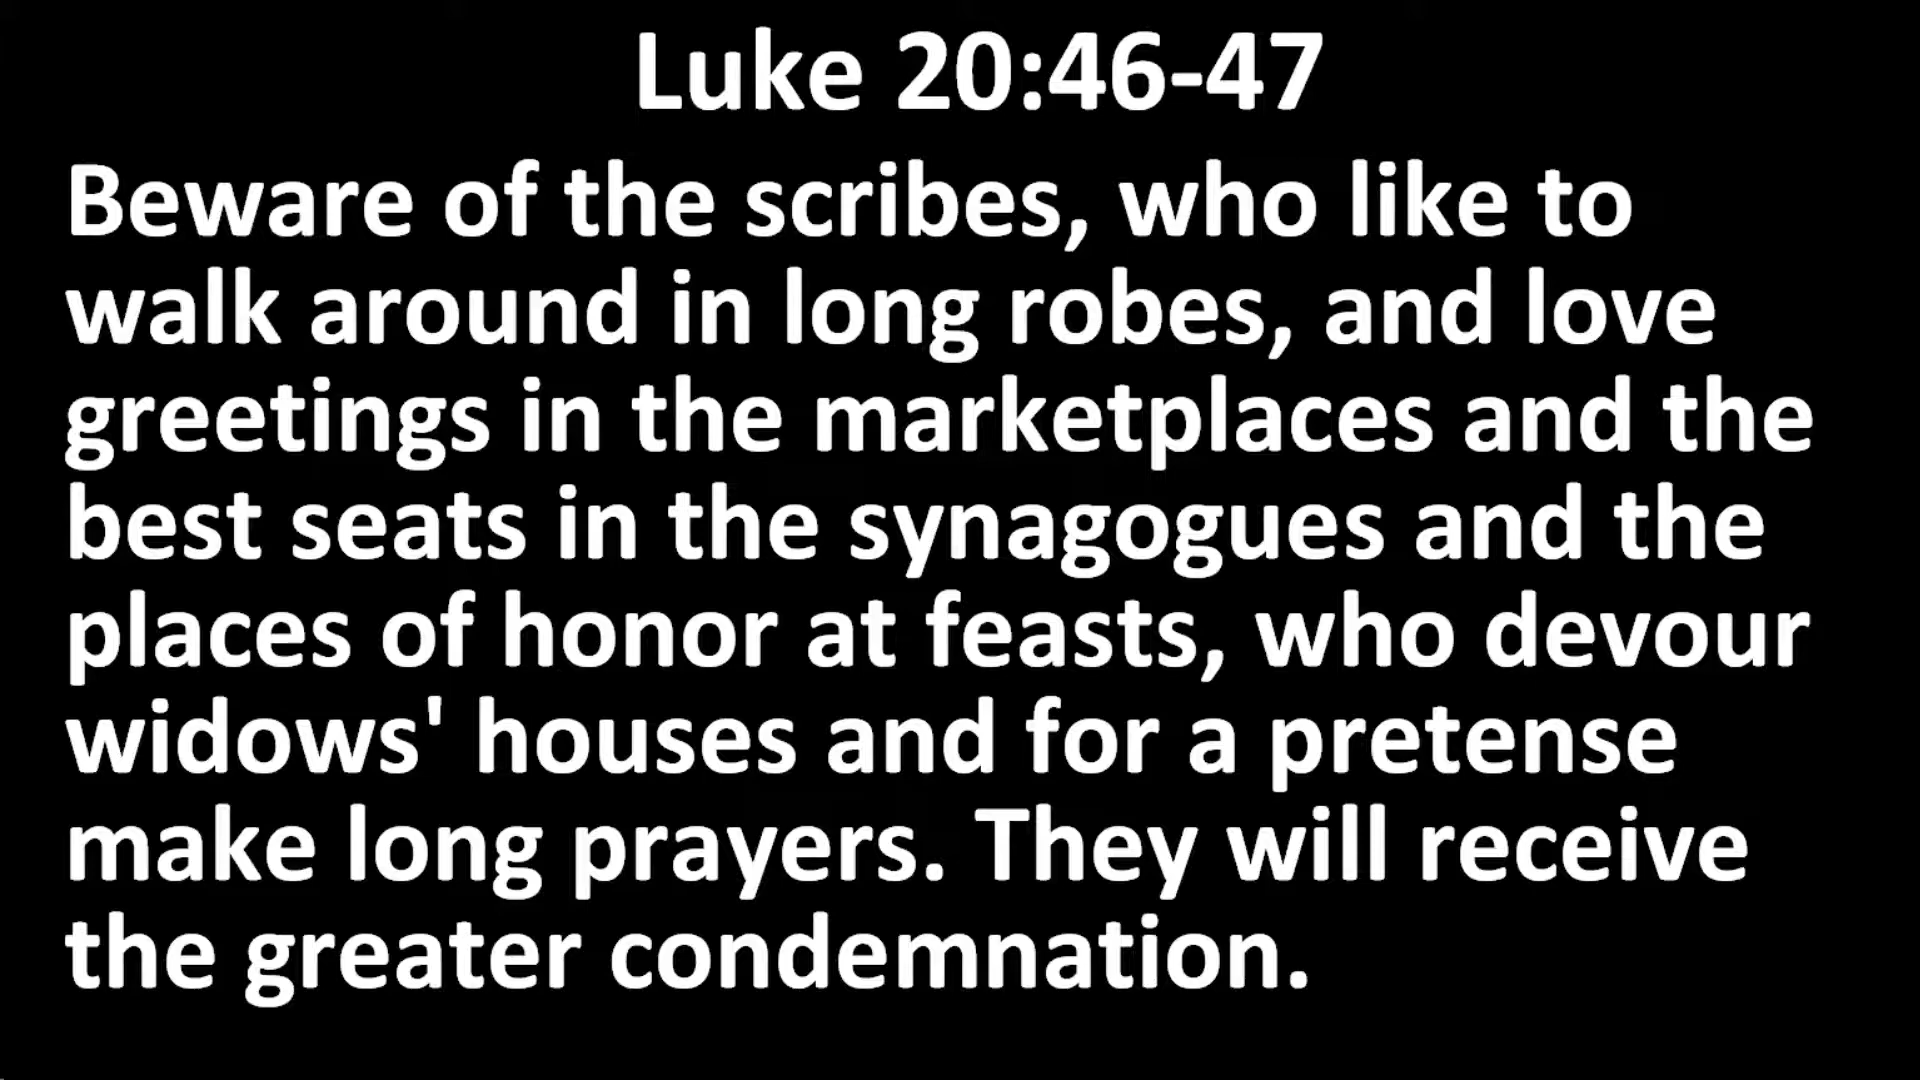 Luke 20:46-47
Beware of the scribes, who like to
walk around in long robes, and love
greetings in the marketplaces and the
best seats in the synagogues and the
places of honor at feasts, who devour
widows' houses and for a pretense
make long prayers. They will receive
the greater condemnation.